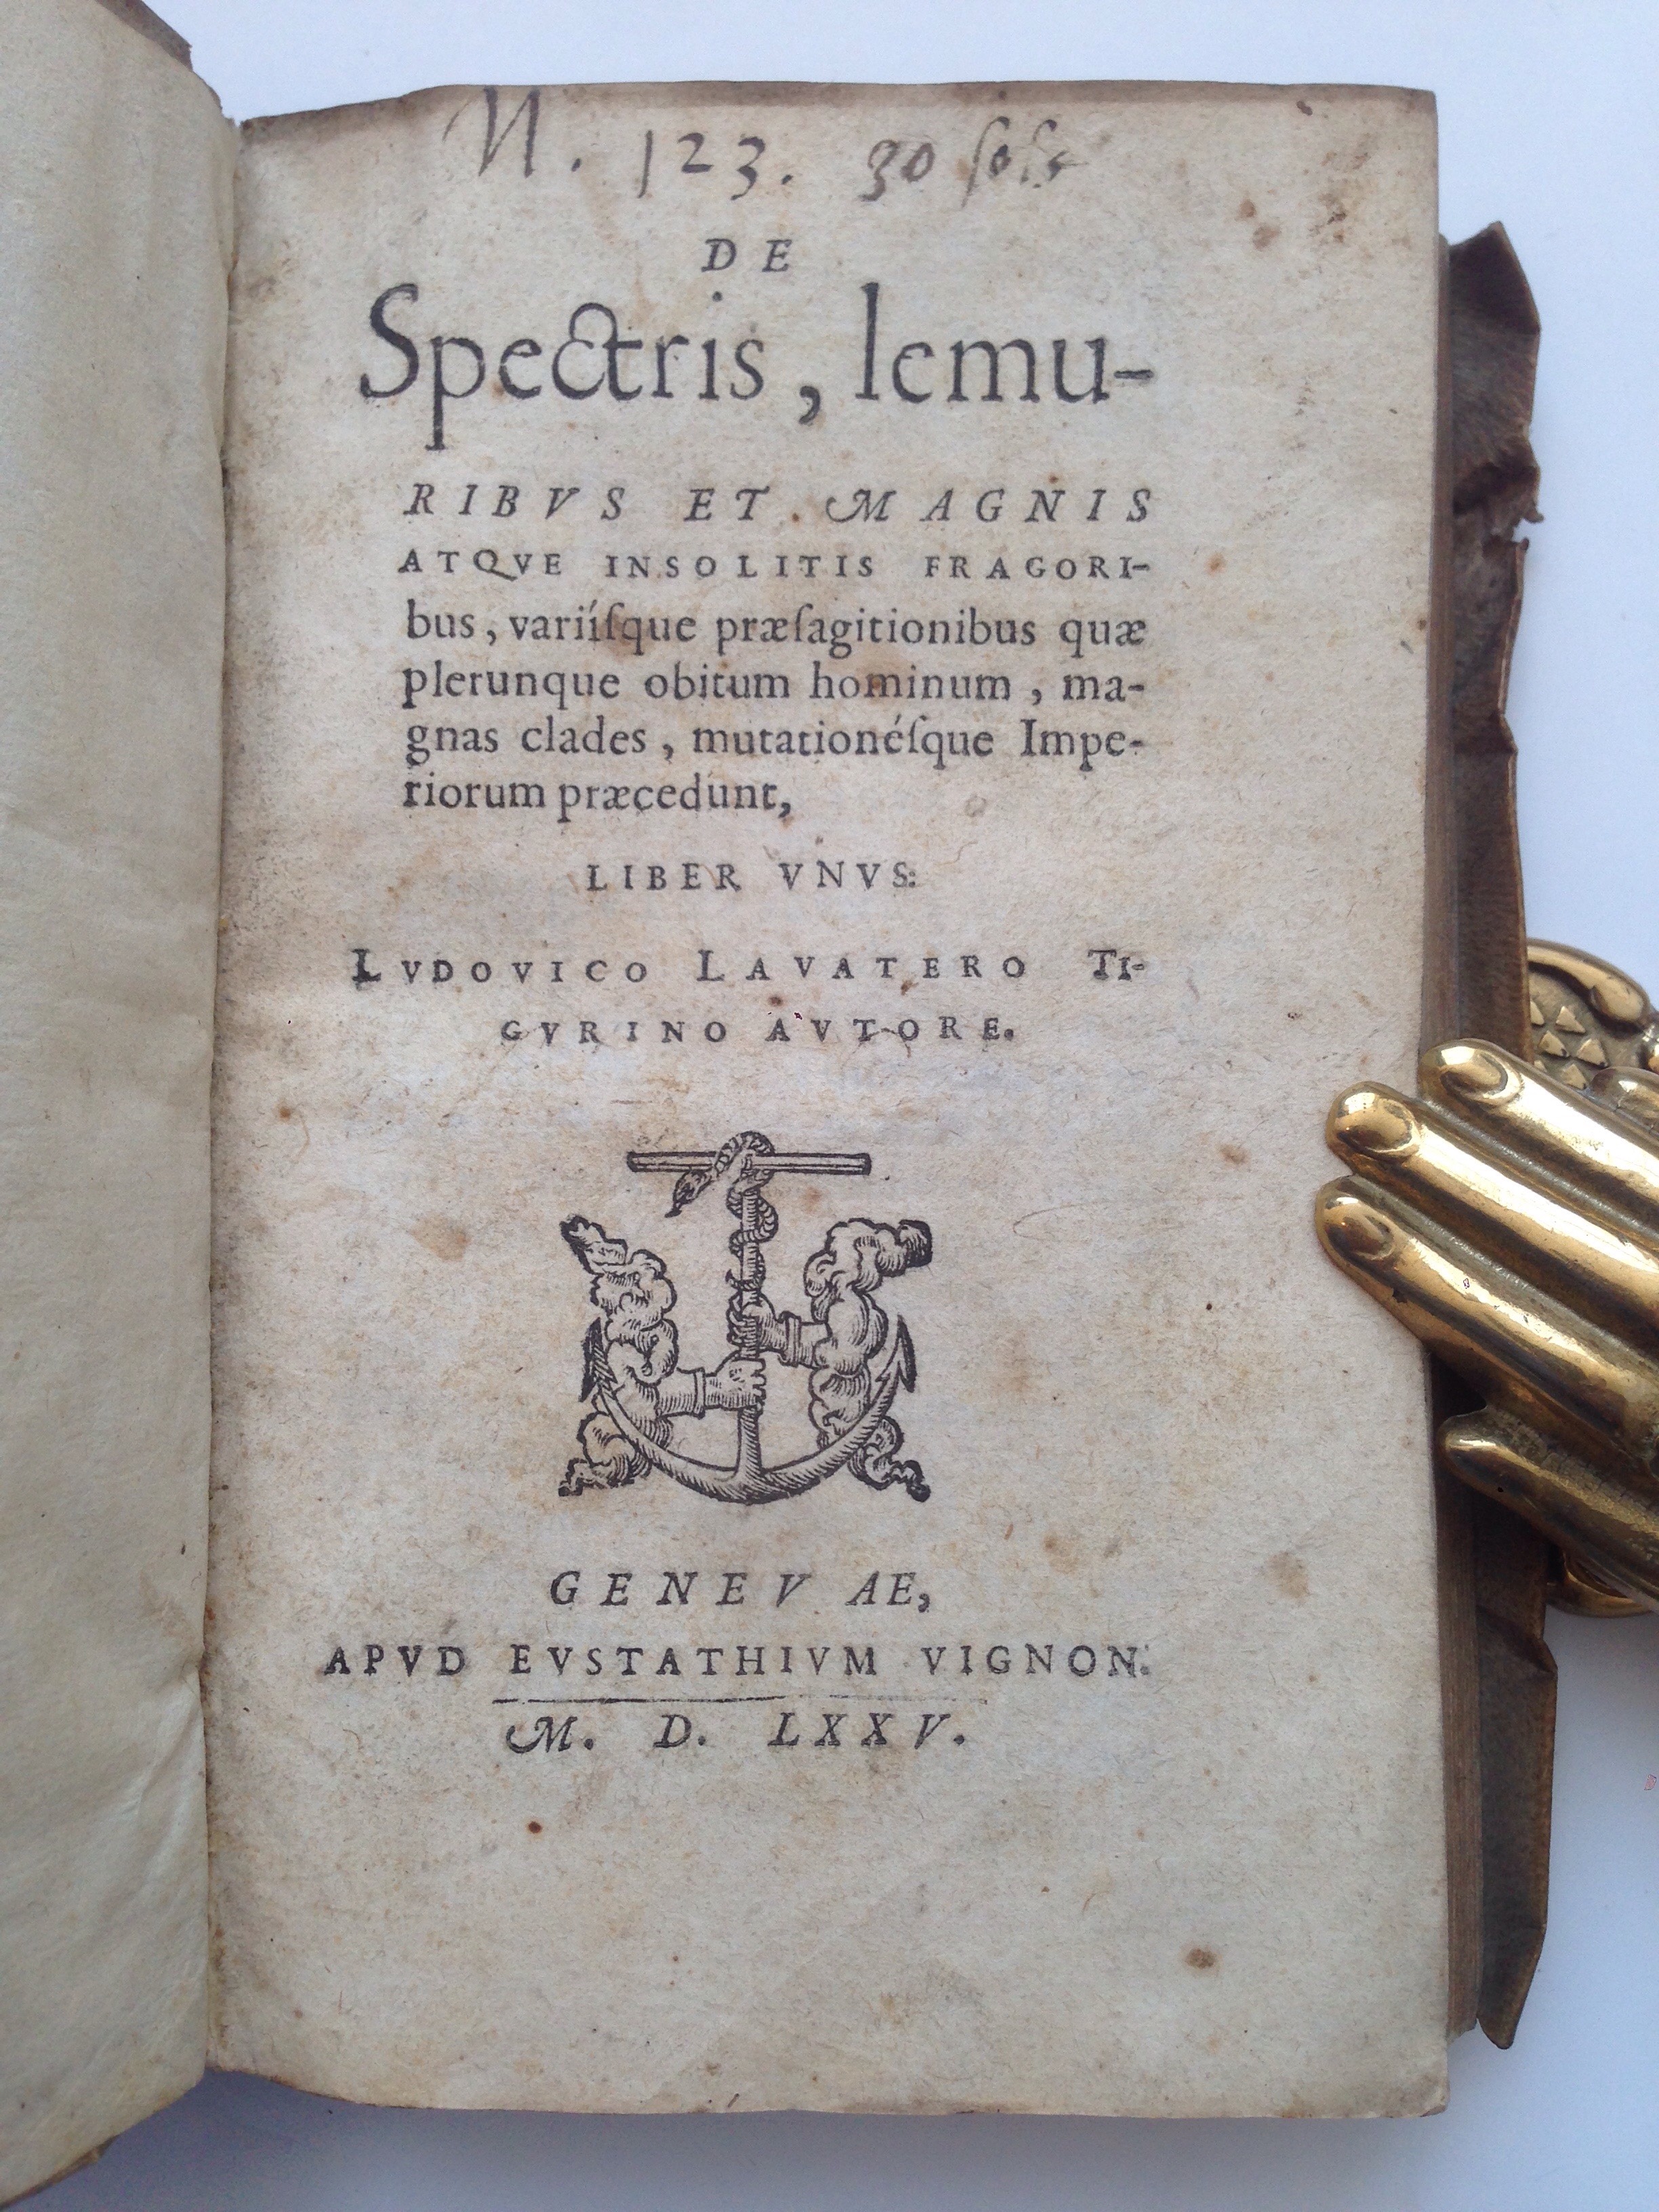 N. 123. 30 ſols
DE
Spectris, lemu-
RIBVS ET MAGNIS
ATQVE INSOLITIS FRAGORI-
bus, variíſque præſagitionibus quæ
plerunque obitum hominum, ma-
gnas clades, mutationéſque Impe-
riorum præcedunt,
LIBER VNVS:
LVDOVICO LAVATERO TI-
GVRINO AVTORE.
GENEVAE,
APVD EVSTATHIVM VIGNON.
M. D. LXXV.